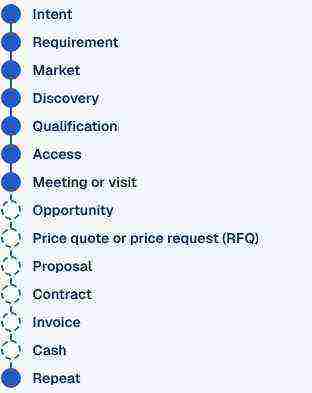 Intent
Requirement
Market
Discovery
Qualification
Access
Meeting or visit
Opportunity
Price quote or price request (RFQ)
Proposal
Contract
Invoice
Cash
Repeat